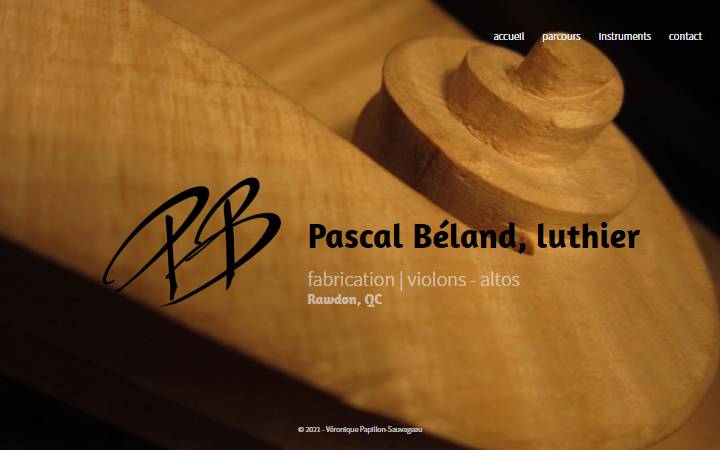 accueil parcours instruments contact
PB
Pascal Béland, luthier
fabrication | violons - altos
Rawdon, QC
© 2021 - Véronique Papillon-Sauvageau